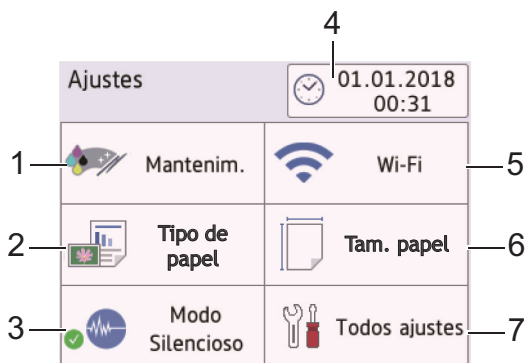 4
Ajustes
01.01.2018
00:31
1
Mantenim.
Wi-Fi
5
2
Tipo de
papel
Tam. papel
6
3
Modo
Silencioso
Todos ajustes
7